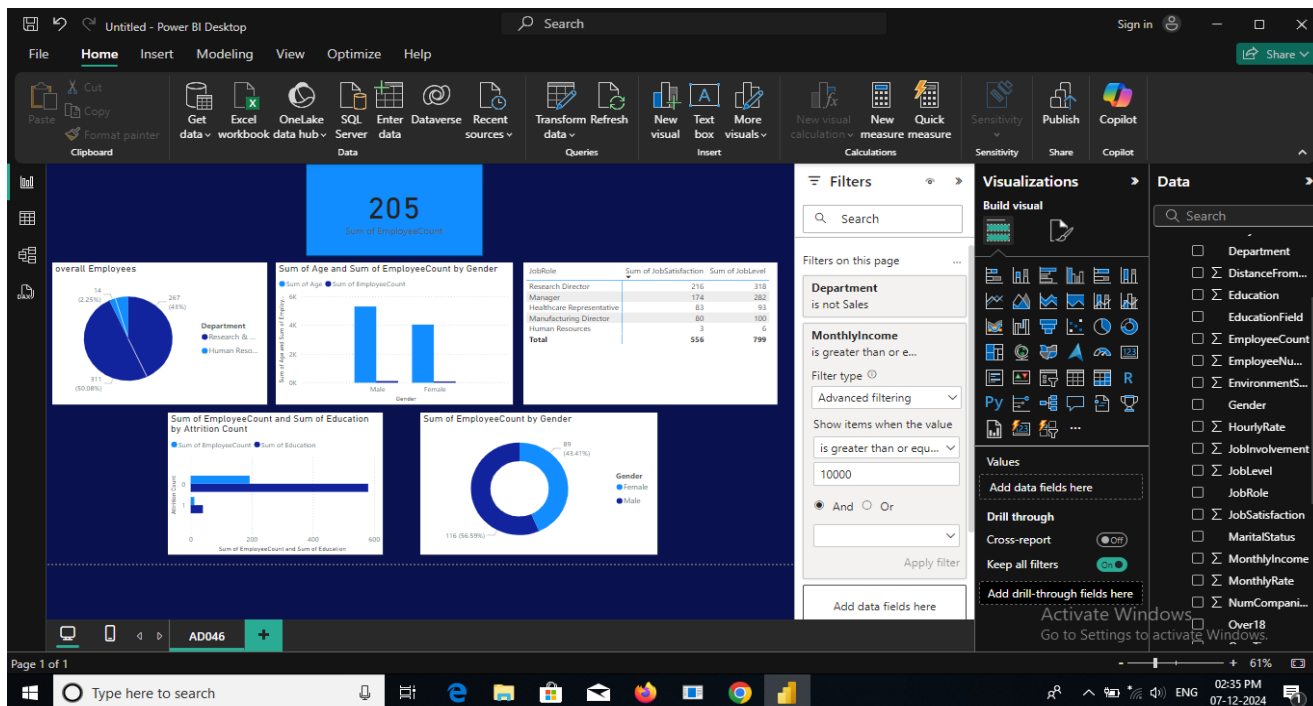 Untitled - Power BI Desktop
Search
Sign in
File Home Insert Modeling View Optimize Help
Share
Paste
Cut
Copy
Format painter
Get data
Excel workbook
OneLake data hub
SQL Server
Enter data
Dataverse
Recent sources
Transform data
Refresh
New visual
Text box
More visuals
New visual calculation
New measure
Quick measure
Sensitivity
Publish
Copilot
Clipboard Data Queries Insert Calculations Sensitivity Share Copilot
205
Sum of EmployeeCount
overall Employees
14
(2.25%)
267
(43%)
311
(50.08%)
Department
Research & ...
Human Reso...
Sum of Age and Sum of EmployeeCount by Gender
Sum of Age Sum of EmployeeCount
Sum of Age and Sum of Employ...
6K
4K
2K
0K
Male Female
Gender
JobRole Sum of JobSatisfaction Sum of JobLevel
Research Director 216 318
Manager 174 282
Healthcare Representative 83 93
Manufacturing Director 80 100
Human Resources 3 6
Total 556 799
Sum of EmployeeCount and Sum of Education
by Attrition Count
Sum of EmployeeCount Sum of Education
Attrition Count
0
1
0 200 400 600
Sum of EmployeeCount and Sum of Education
Sum of EmployeeCount by Gender
89
(43.41%)
116 (56.59%)
Gender
Female
Male
Filters
Search
Filters on this page ...
Department
is not Sales
MonthlyIncome
is greater than or e...
Filter type
Advanced filtering
Show items when the value
is greater than or equ...
10000
And Or
Apply filter
Add data fields here
Visualizations
Build visual
123
R
Py
...
Values
Add data fields here
Drill through
Cross-report Off
Keep all filters On
Add drill-through fields here
Data
Search
Department
DistanceFrom...
Education
EducationField
EmployeeCount
EmployeeNu...
EnvironmentS...
Gender
HourlyRate
JobInvolvement
JobLevel
JobRole
JobSatisfaction
MaritalStatus
MonthlyIncome
MonthlyRate
NumCompani...
Over18
Activate Windows
Go to Settings to activate Windows.
AD046
Page 1 of 1
61%
Type here to search
ENG
02:35 PM
07-12-2024
1